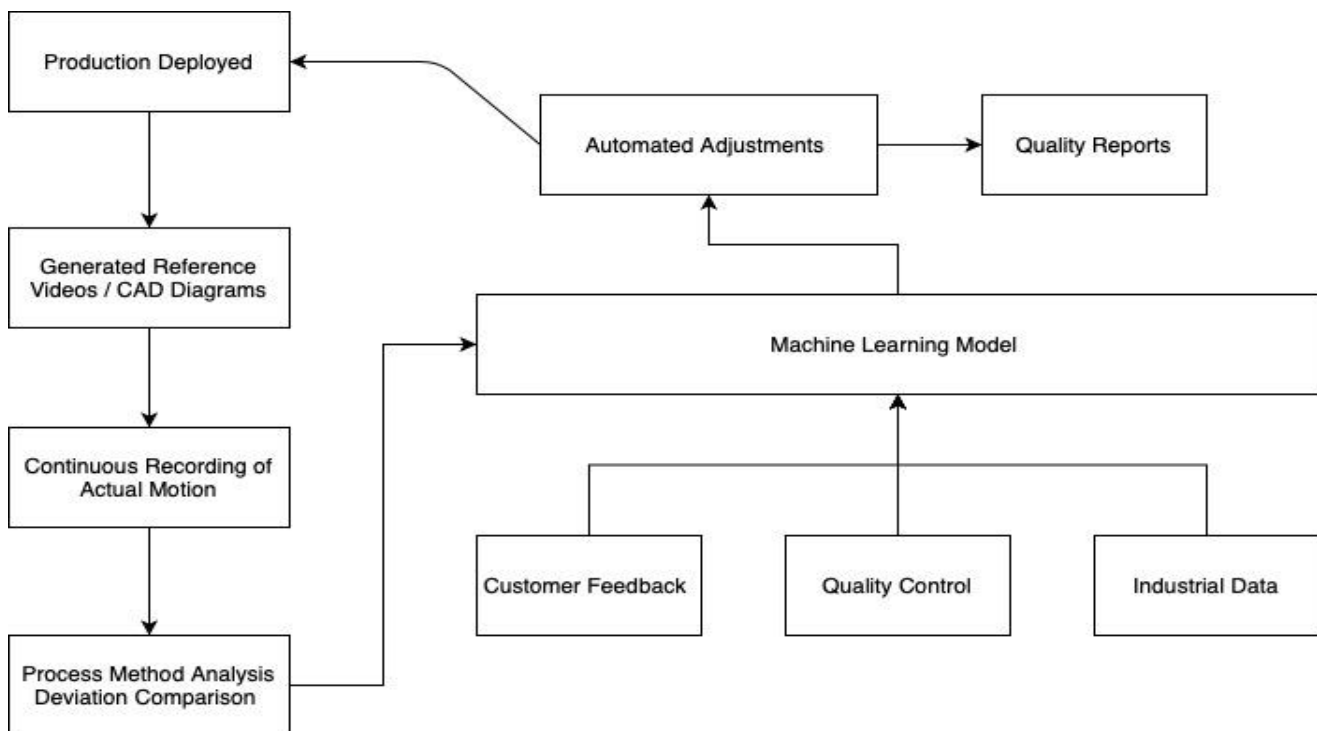 Production Deployed
Automated Adjustments
Quality Reports
Generated Reference
Videos / CAD Diagrams
Machine Learning Model
Continuous Recording of
Actual Motion
Customer Feedback
Quality Control
Industrial Data
Process Method Analysis
Deviation Comparison